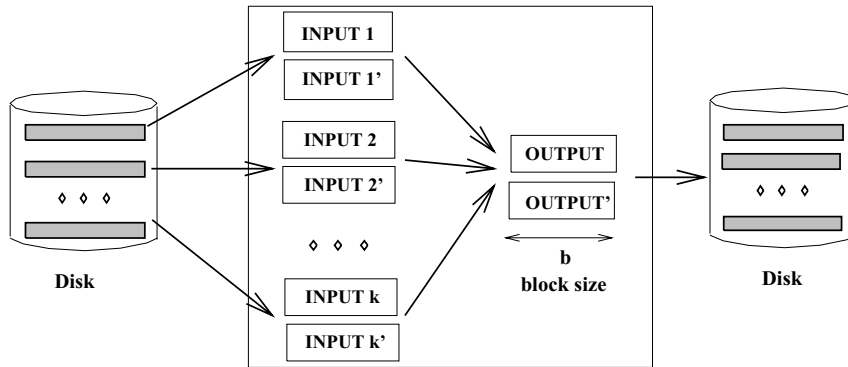 INPUT 1
INPUT 1’
INPUT 2
INPUT 2’
INPUT k
INPUT k’
OUTPUT
OUTPUT’
b
block size
Disk
Disk